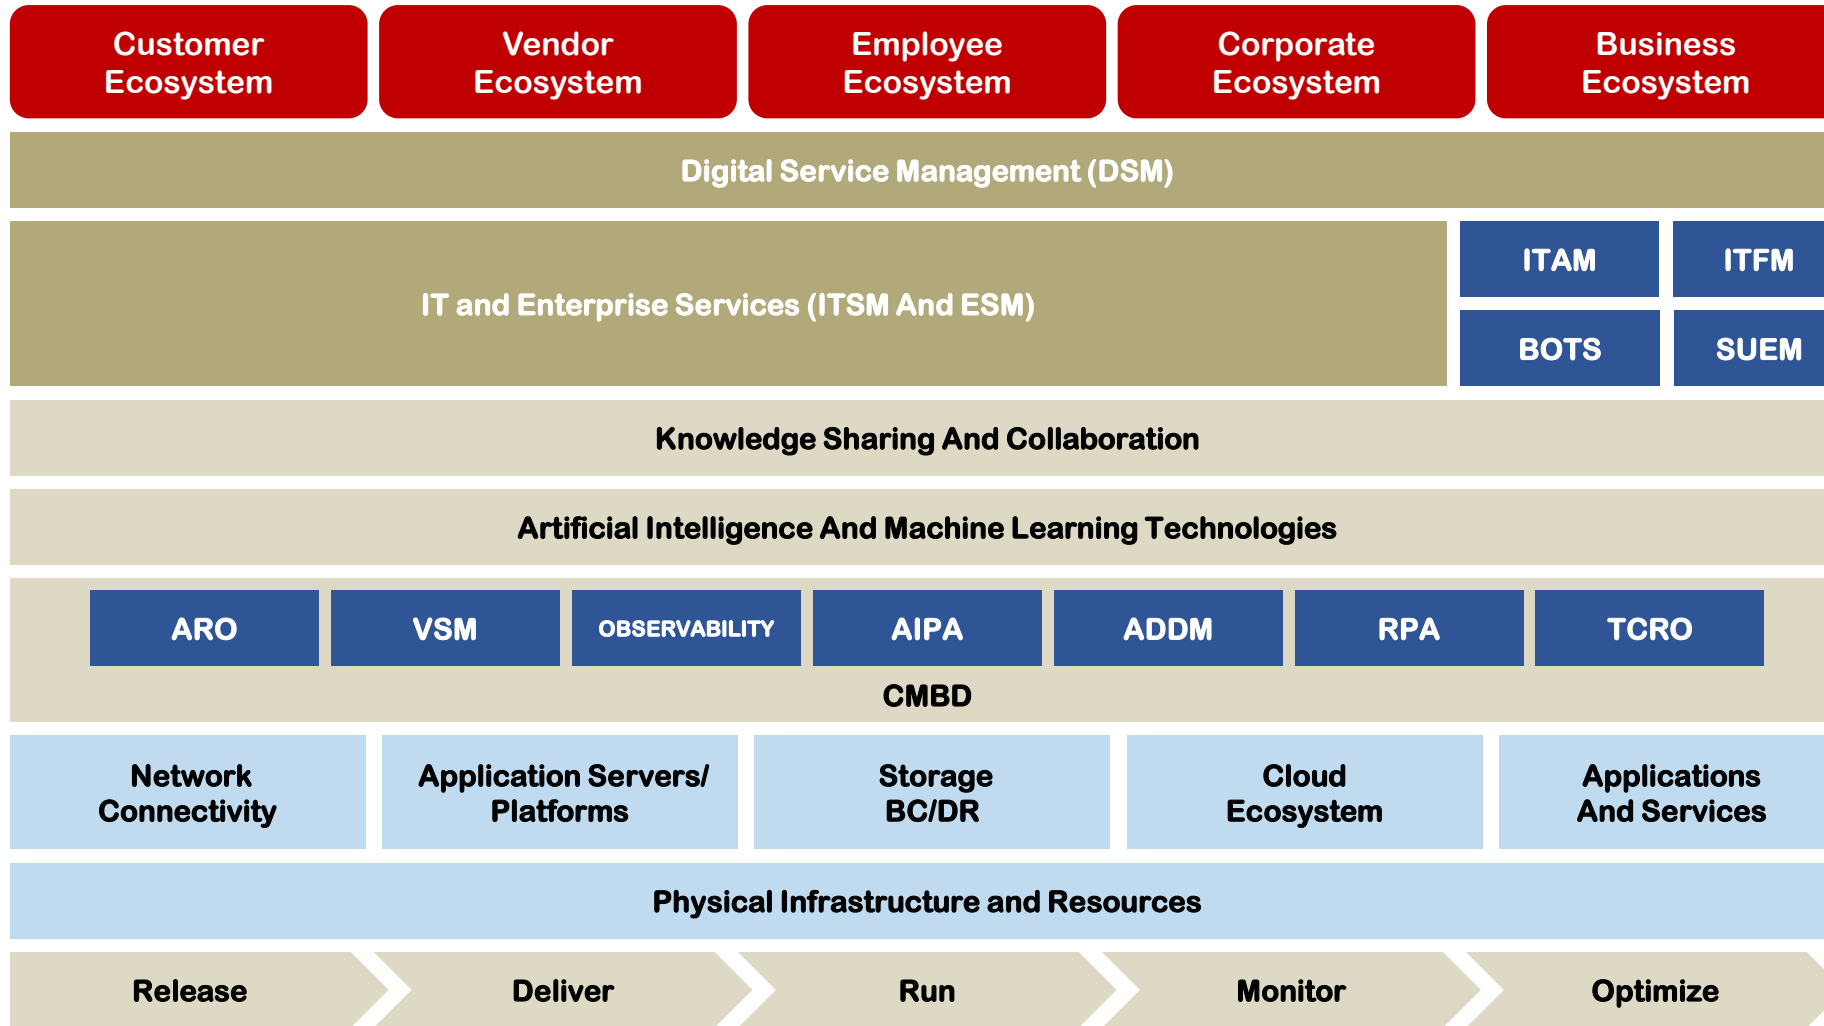 Customer
Ecosystem
Vendor
Ecosystem
Employee
Ecosystem
Corporate
Ecosystem
Business
Ecosystem
Digital Service Management (DSM)
IT and Enterprise Services (ITSM And ESM)
ITAM
ITFM
BOTS
SUEM
Knowledge Sharing And Collaboration
Artificial Intelligence And Machine Learning Technologies
ARO
VSM
OBSERVABILITY
AIPA
ADDM
RPA
TCRO
CMBD
Network
Connectivity
Application Servers/
Platforms
Storage
BC/DR
Cloud
Ecosystem
Applications
And Services
Physical Infrastructure and Resources
Release
Deliver
Run
Monitor
Optimize